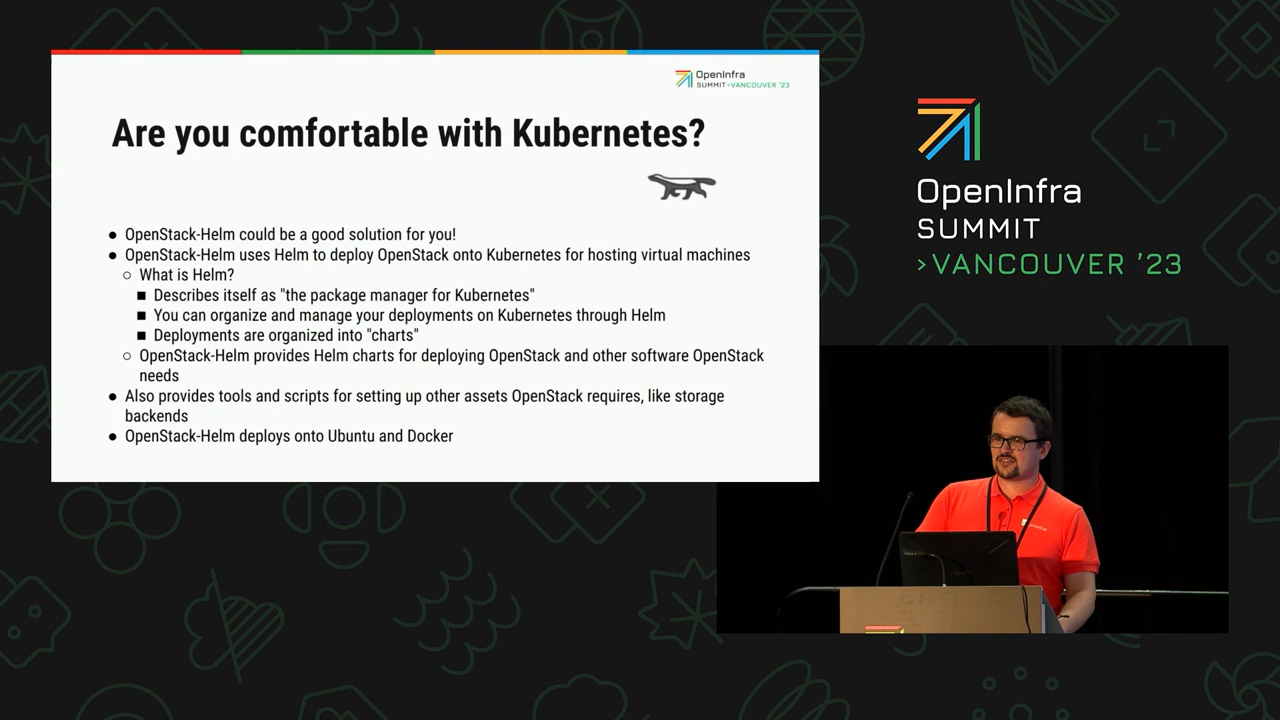 OpenInfra
SUMMIT >VANCOUVER '23
Are you comfortable with Kubernetes?
● OpenStack-Helm could be a good solution for you!
● OpenStack-Helm uses Helm to deploy OpenStack onto Kubernetes for hosting virtual machines
○ What is Helm?
■ Describes itself as "the package manager for Kubernetes"
■ You can organize and manage your deployments on Kubernetes through Helm
■ Deployments are organized into "charts"
○ OpenStack-Helm provides Helm charts for deploying OpenStack and other software OpenStack
needs
● Also provides tools and scripts for setting up other assets OpenStack requires, like storage
backends
● OpenStack-Helm deploys onto Ubuntu and Docker
OpenInfra
SUMMIT
>VANCOUVER '23